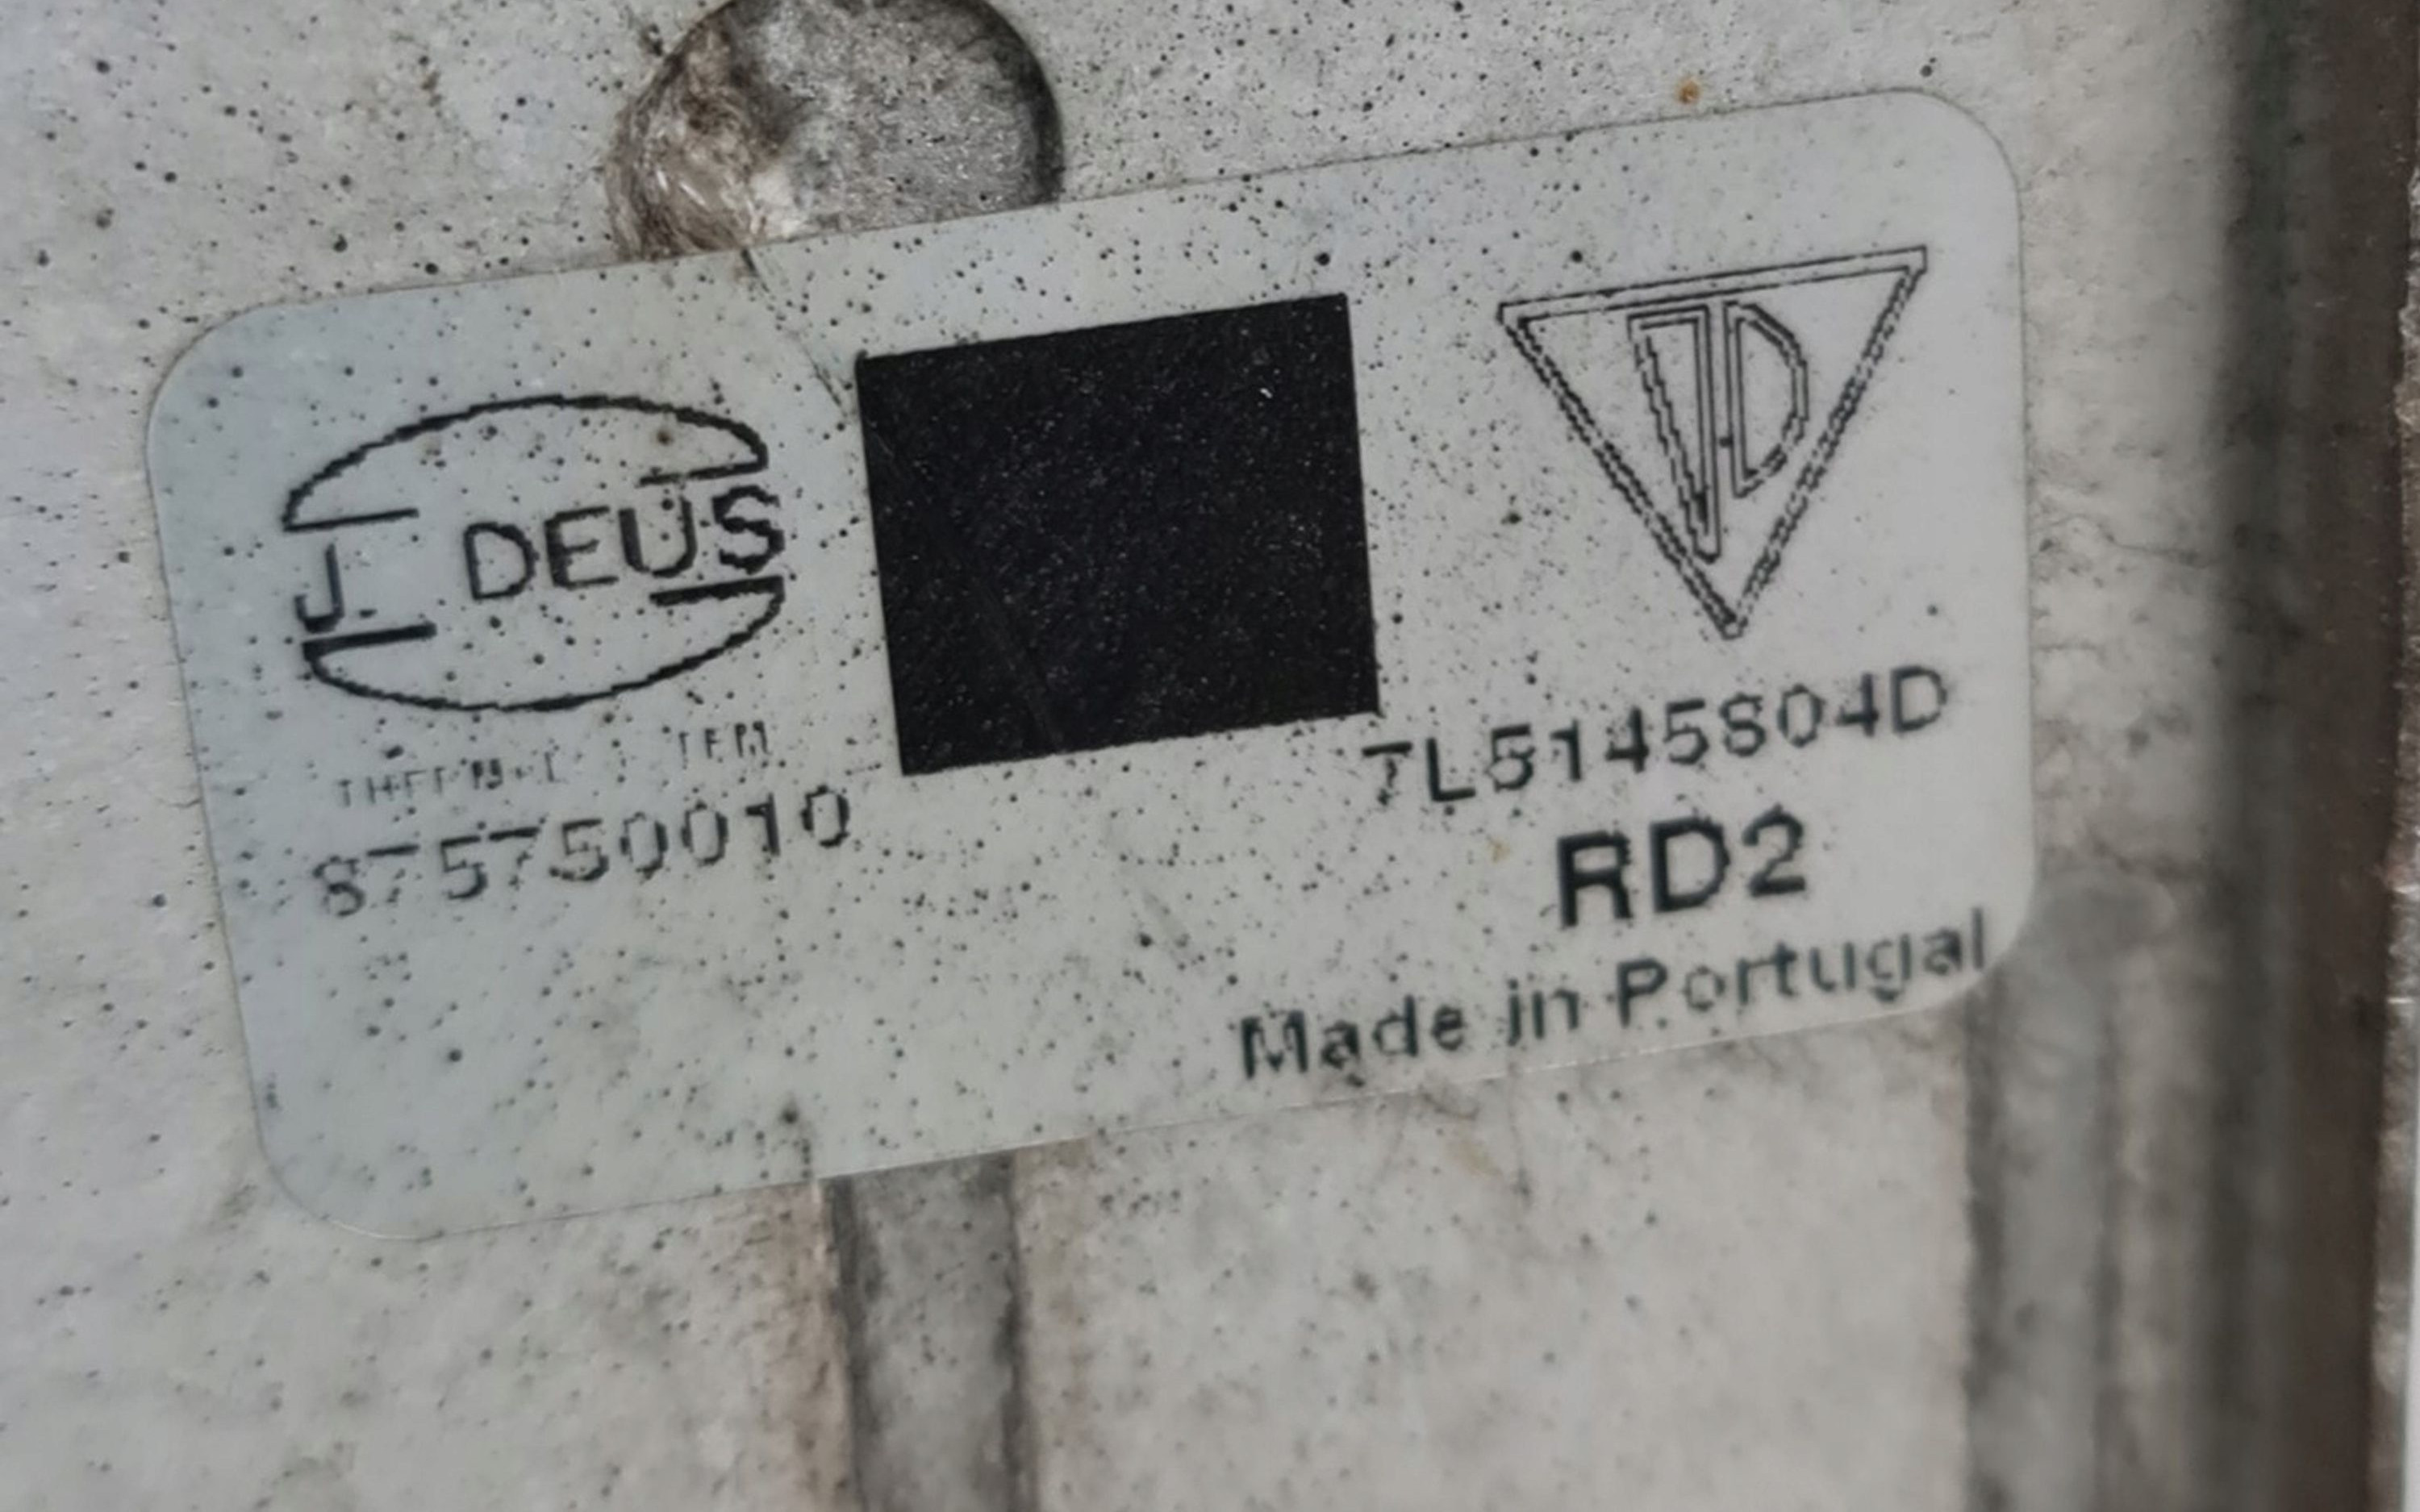 J. DEUS
875750010
7L5145804D
RD2
Made in Portugal